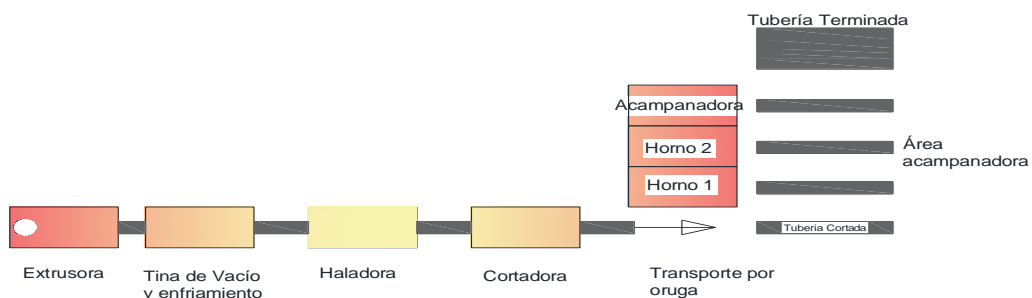 Tubería Terminada
Acampanadora
Horno 2
Área
acampanadora
Horno 1
Tuberia Cortada
Extrusora
Tina de Vacío
y enfriamiento
Haladora
Cortadora
Transporte por
oruga